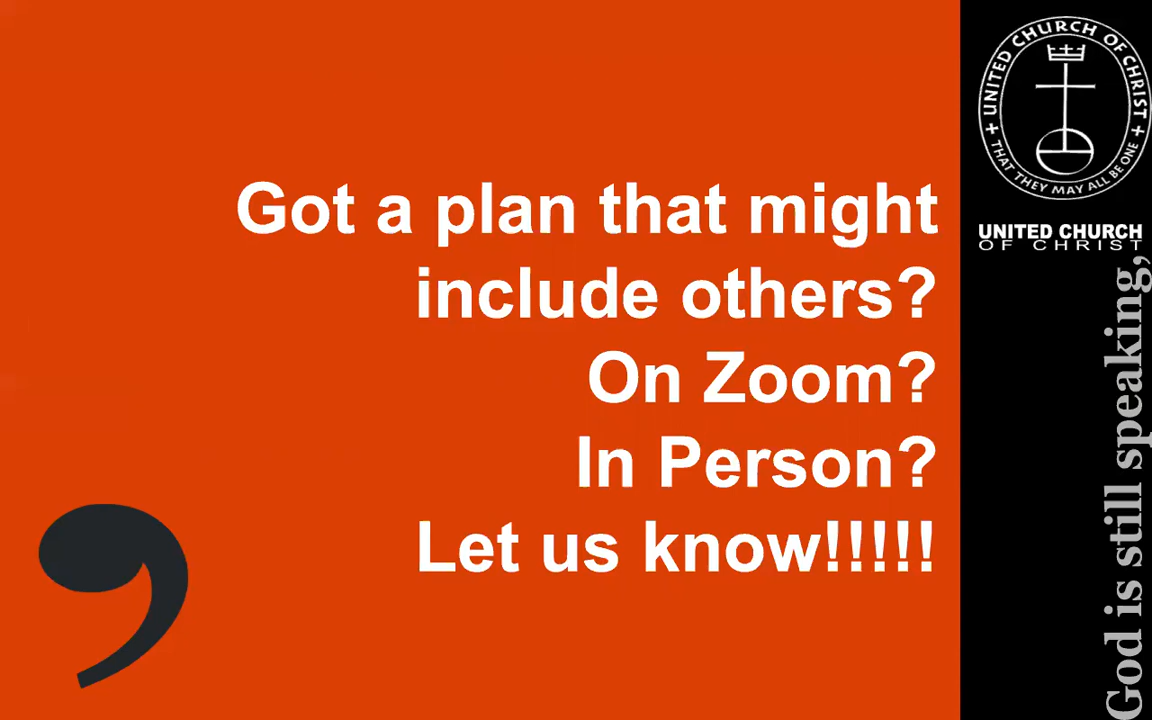 Got a plan that might
include others?
On Zoom?
In Person?
Let us know!!!!!
UNITED CHURCH OF CHRIST
THAT THEY MAY ALL BE ONE
UNITED CHURCH
OF CHRIST
God is still speaking,